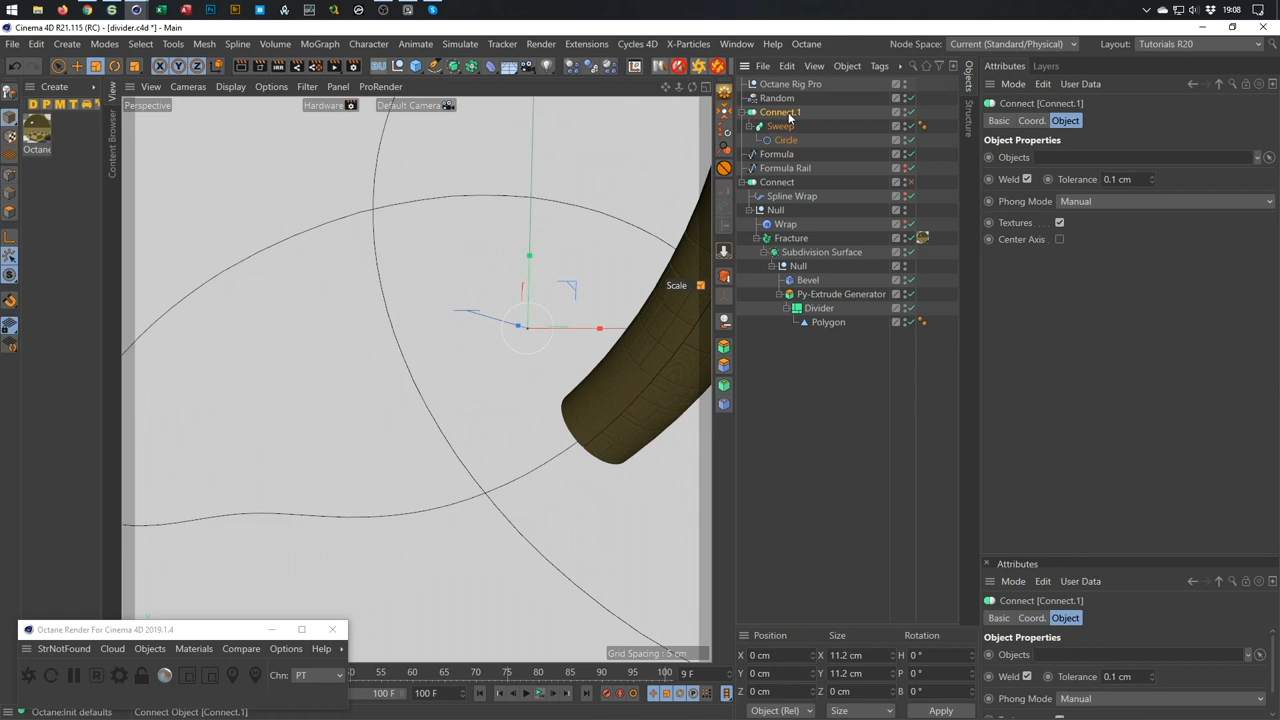 19:08
Cinema 4D R21.115 (RC) - [divider.c4d *] - Main
File Edit Create Modes Select Tools Mesh Spline Volume MoGraph Character Animate Simulate Tracker Render Extensions Cycles 4D X-Particles Window Help Octane Node Space: Current (Standard/Physical) Layout: Tutorials R20
X Y Z IRR BU
Create
D P M T
Octane
View
Content Browser
View Cameras Display Options Filter Panel ProRender
Perspective Hardware Default Camera
Scale
Grid Spacing : 5 cm
File Edit View Object Tags
Octane Rig Pro
Random
Connect.1
Sweep
Circle
Formula
Formula Rail
Connect
Spline Wrap
Null
Wrap
Fracture
Subdivision Surface
Null
Bevel
Py-Extrude Generator
Divider
Polygon
Objects
Structure
Attributes Layers
Mode Edit User Data
Connect [Connect.1]
Basic Coord. Object
Object Properties
Objects
Weld Tolerance 0.1 cm
Phong Mode Manual
Textures
Center Axis
Attributes
Mode Edit User Data
Connect [Connect.1]
Basic Coord. Object
Object Properties
Objects
Weld Tolerance 0.1 cm
Phong Mode Manual
Position Size Rotation
X 0 cm X 11.2 cm H 0 °
Y 0 cm Y 11.2 cm P 0 °
Z 0 cm Z 0 cm B 0 °
Object (Rel) Size Apply
Octane Render For Cinema 4D 2019.1.4
StrNotFound Cloud Objects Materials Compare Options Help
Chn: PT
50 55 60 65 70 75 80 85 90 95 100 9 F
100 F 100 F
Octane:Init defaults Connect Object [Connect.1]